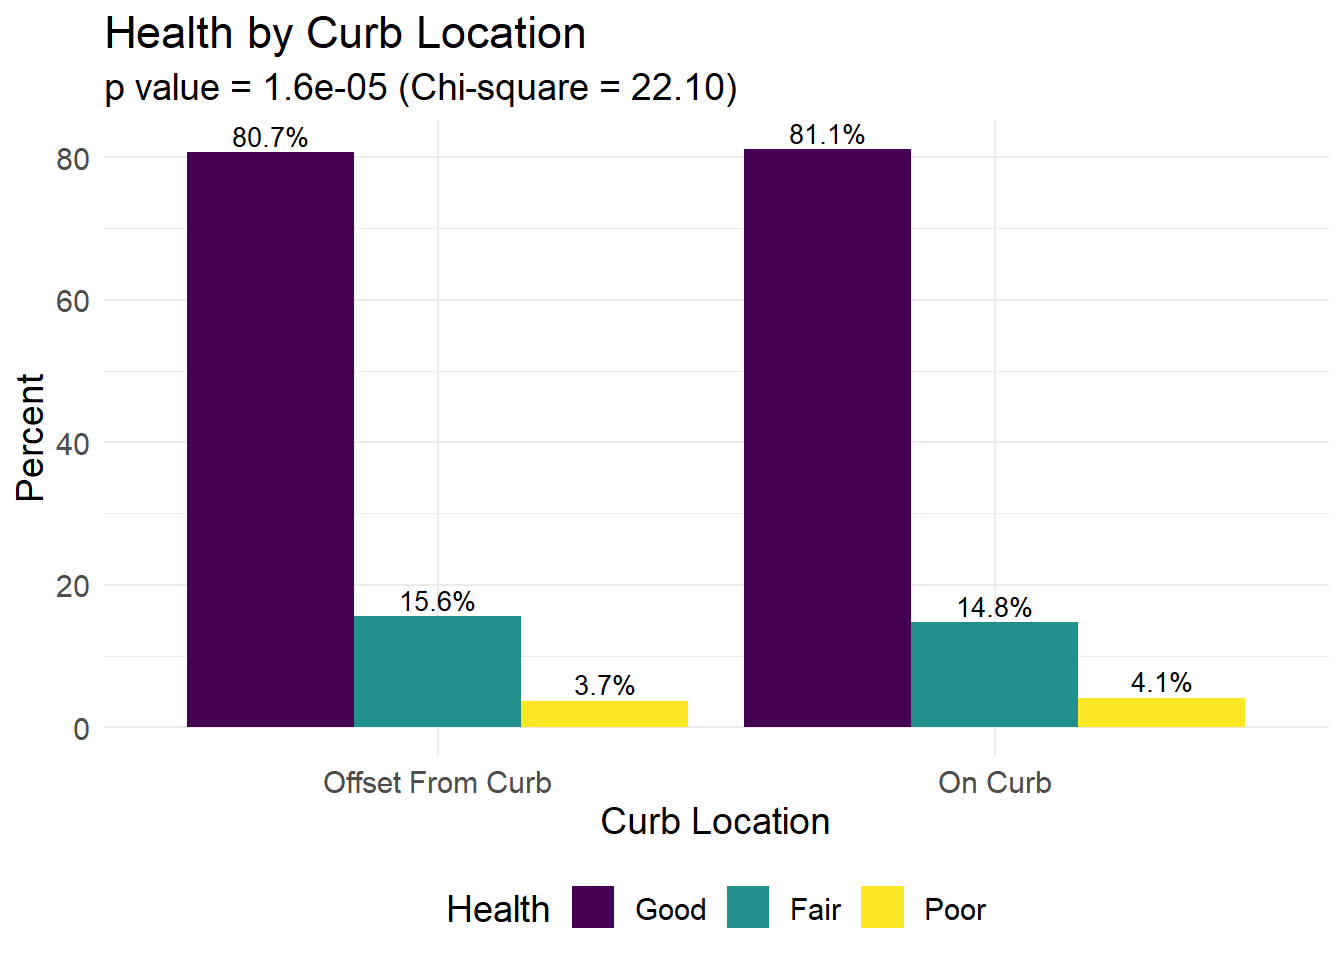 Health by Curb Location
p value = 1.6e-05 (Chi-square = 22.10)
80.7%
81.1%
80
60
Percent
40
20
15.6%
14.8%
3.7%
4.1%
0
Offset From Curb
On Curb
Curb Location
Health Good Fair Poor